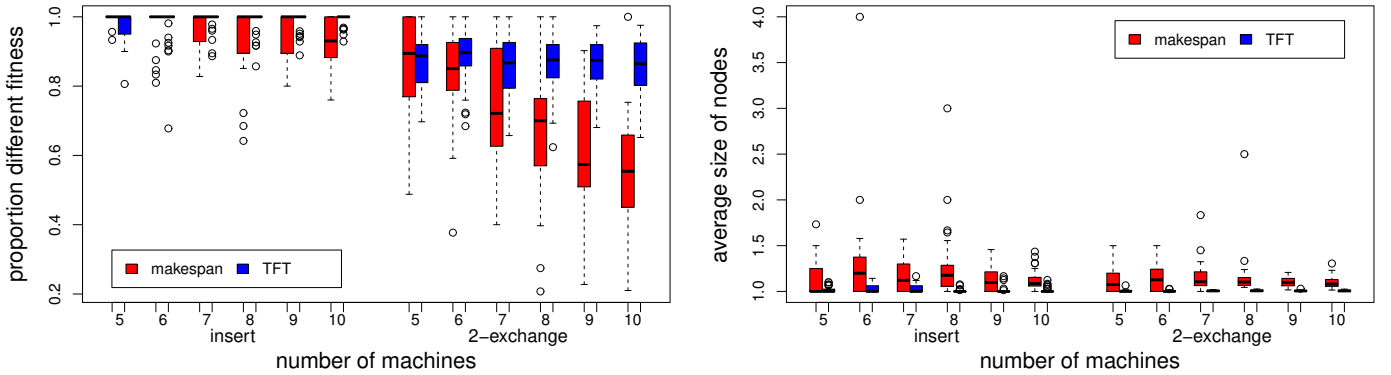 proportion different fitness
1.0
0.8
0.6
0.4
0.2
makespan TFT
5 6 7 8 9 10 5 6 7 8 9 10
insert 2−exchange
number of machines
average size of nodes
4.0
3.5
3.0
2.5
2.0
1.5
1.0
makespan TFT
5 6 7 8 9 10 5 6 7 8 9 10
insert 2−exchange
number of machines